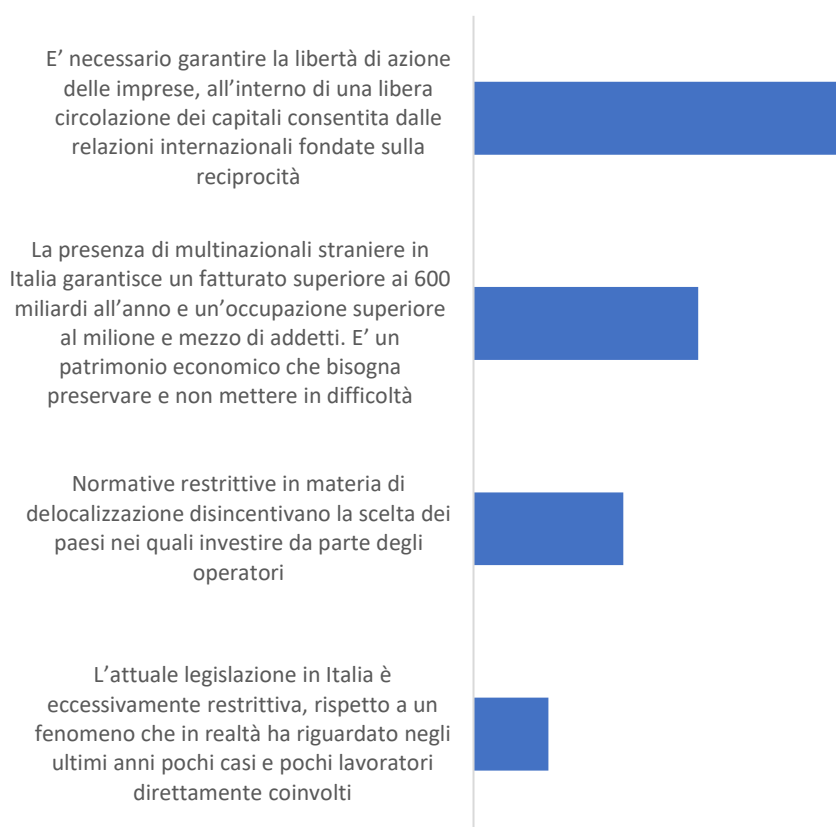 E’ necessario garantire la libertà di azione
delle imprese, all’interno di una libera
circolazione dei capitali consentita dalle
relazioni internazionali fondate sulla
reciprocità
La presenza di multinazionali straniere in
Italia garantisce un fatturato superiore ai 600
miliardi all’anno e un’occupazione superiore
al milione e mezzo di addetti. E’ un
patrimonio economico che bisogna
preservare e non mettere in difficoltà
Normative restrittive in materia di
delocalizzazione disincentivano la scelta dei
paesi nei quali investire da parte degli
operatori
L’attuale legislazione in Italia è
eccessivamente restrittiva, rispetto a un
fenomeno che in realtà ha riguardato negli
ultimi anni pochi casi e pochi lavoratori
direttamente coinvolti